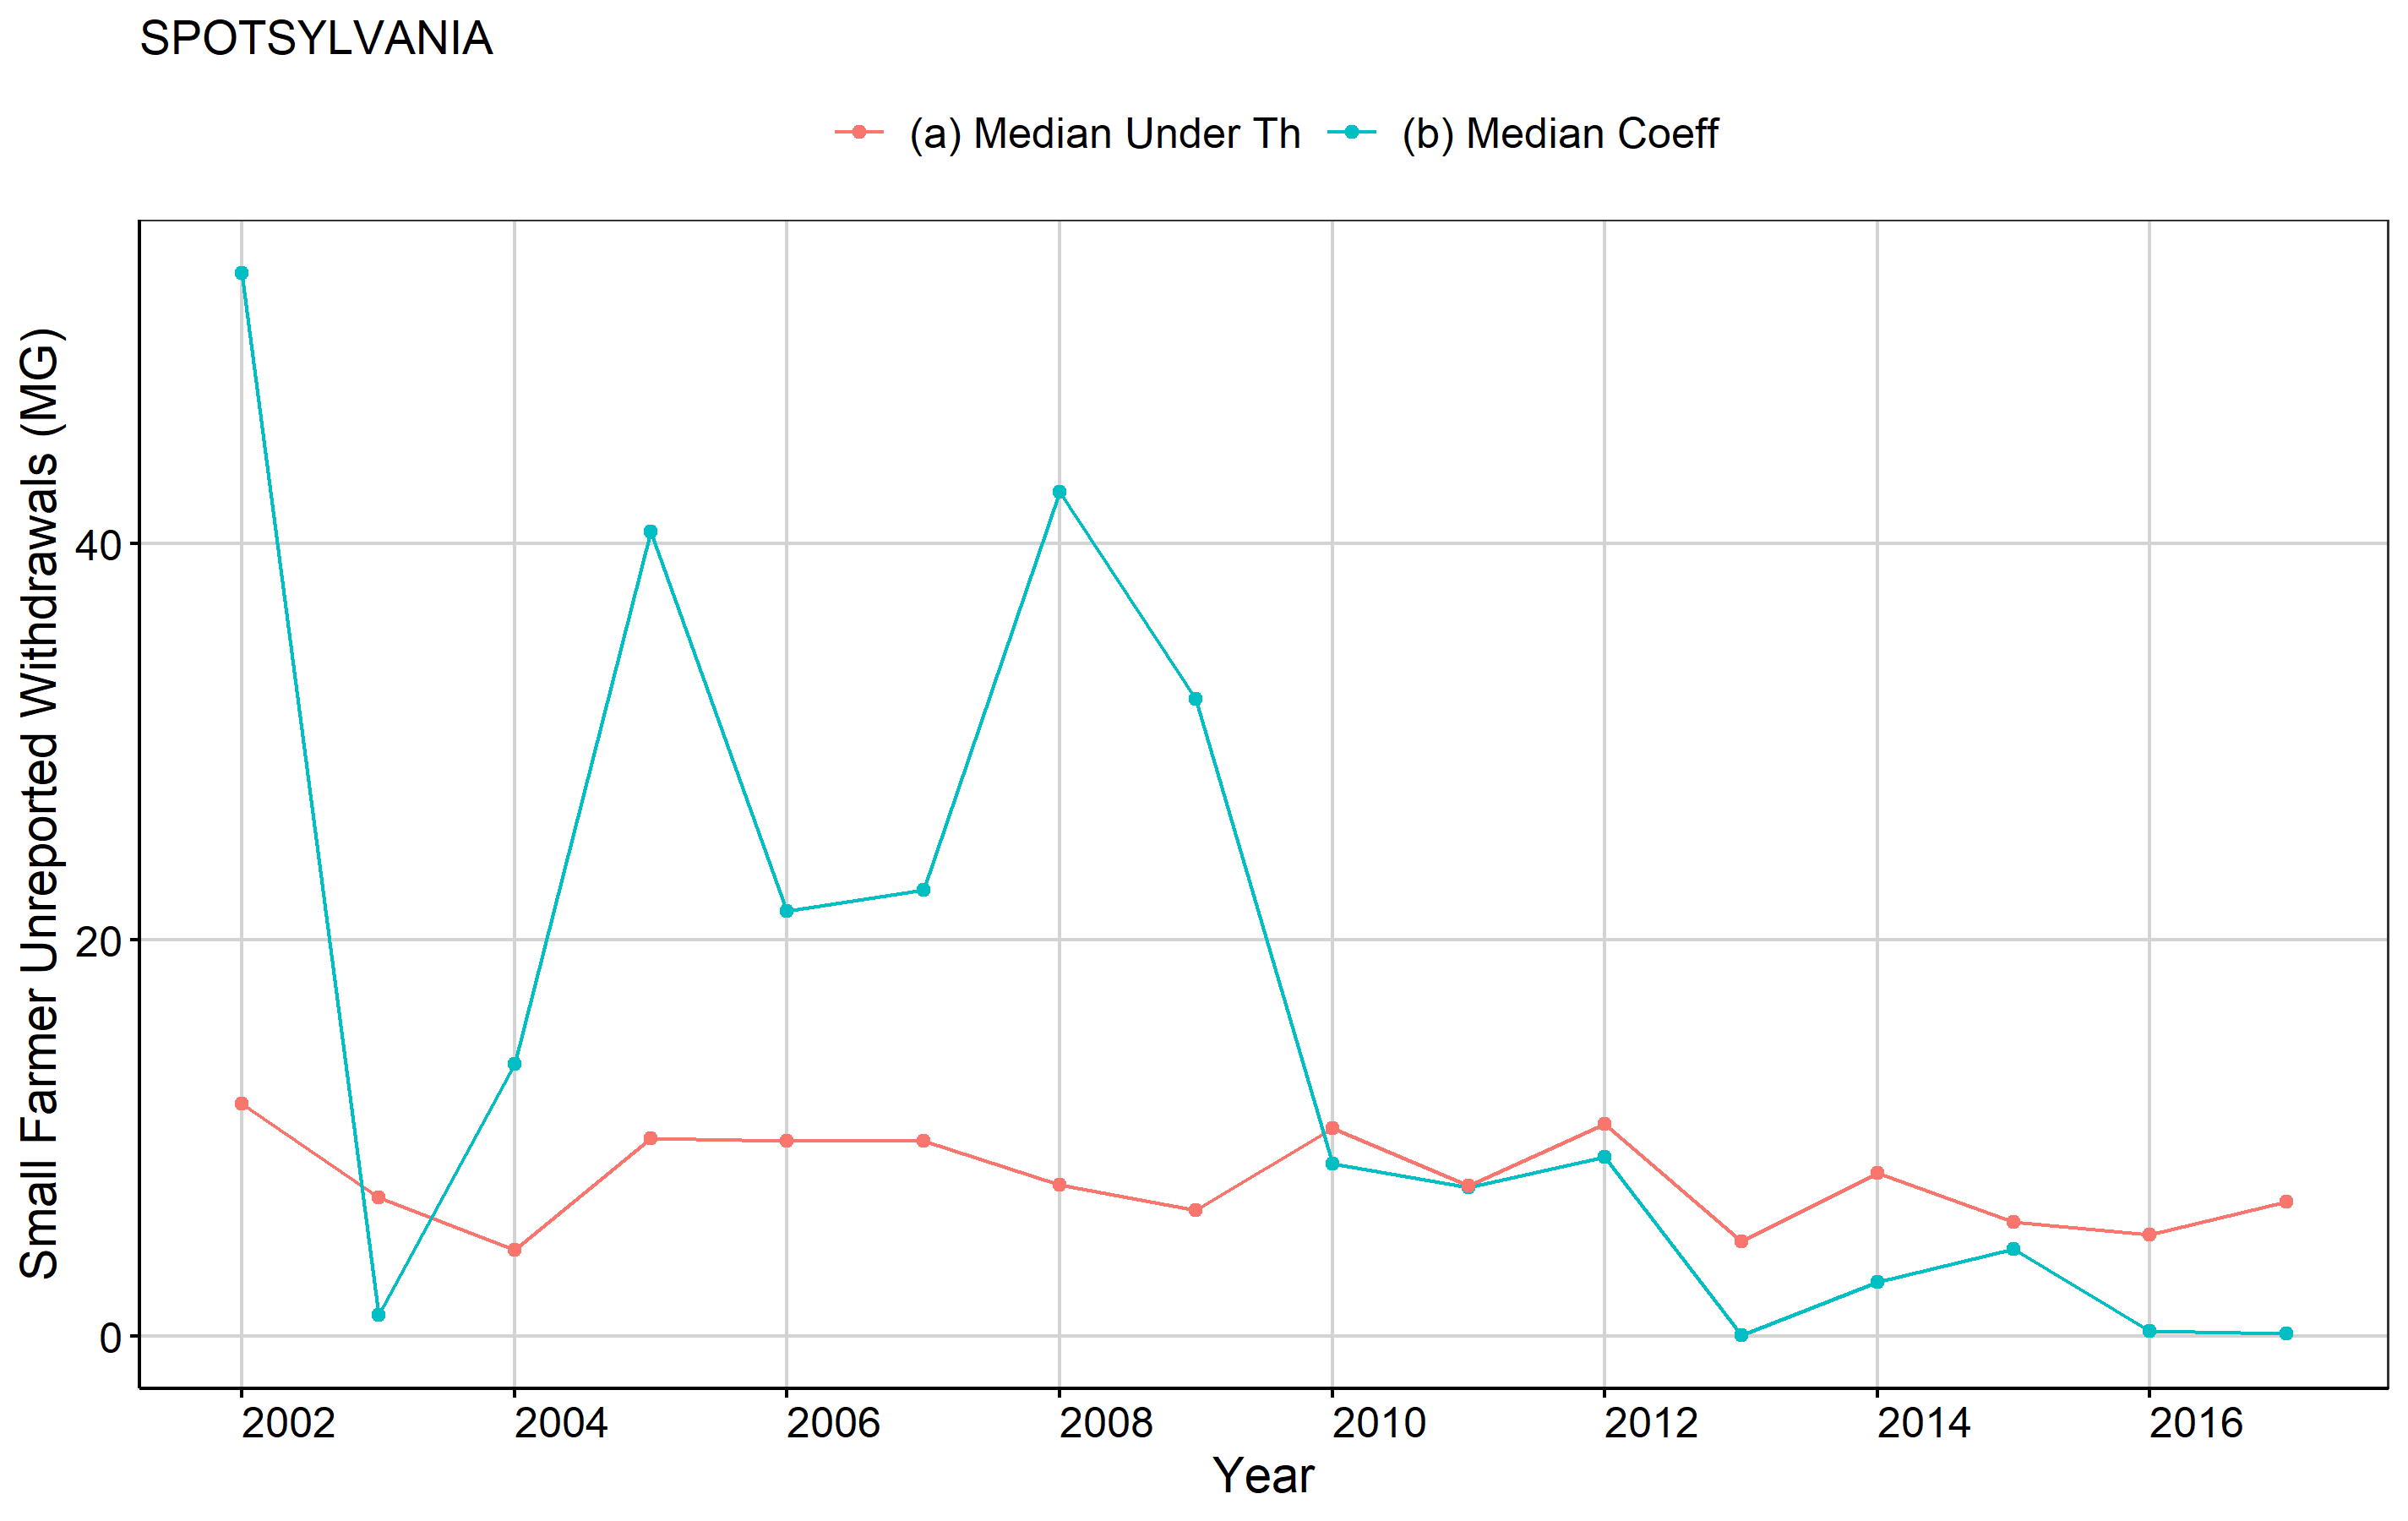 SPOTSYLVANIA
(a) Median Under Th (b) Median Coeff
Small Farmer Unreported Withdrawals (MG)
40
20
0
2002 2004 2006 2008 2010 2012 2014 2016
Year